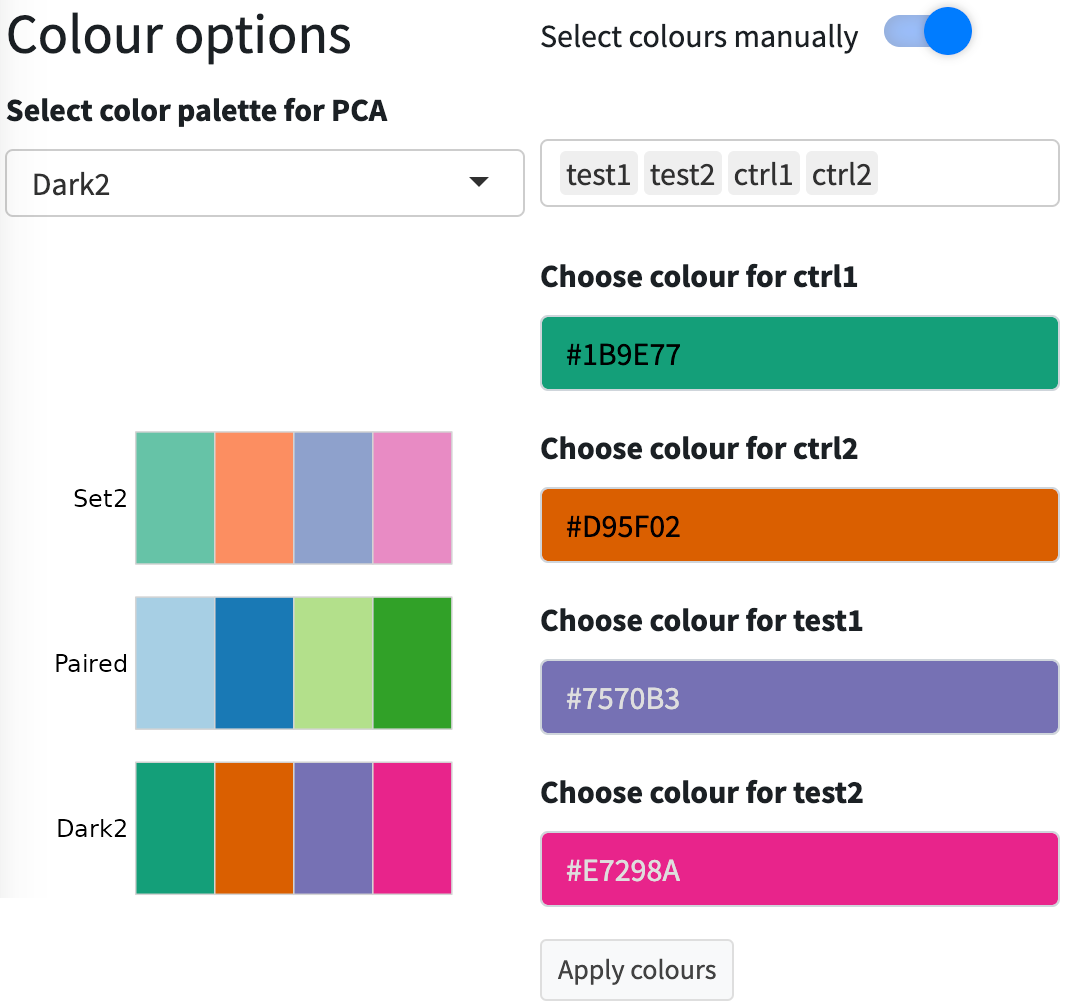 Colour options
Select color palette for PCA
Dark2
Set2
Paired
Dark2
Select colours manually
test1 test2 ctrl1 ctrl2
Choose colour for ctrl1
#1B9E77
Choose colour for ctrl2
#D95F02
Choose colour for test1
#7570B3
Choose colour for test2
#E7298A
Apply colours